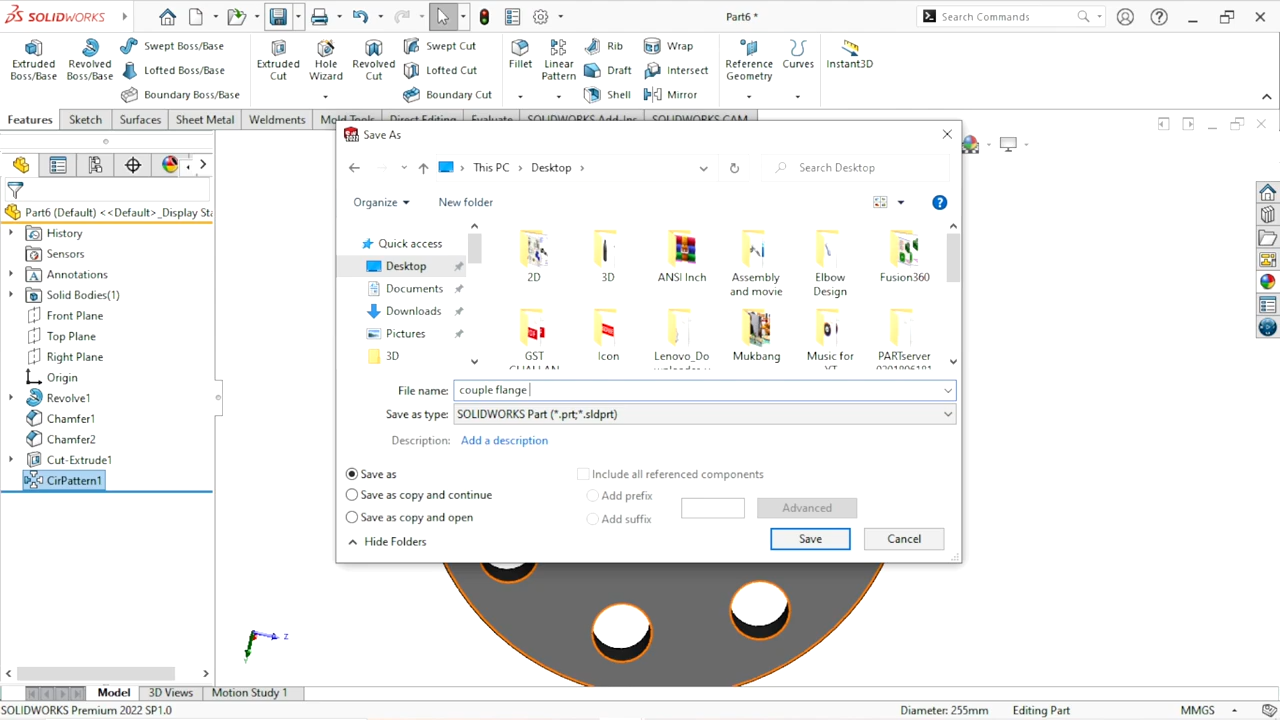 SOLIDWORKS
Part6 *
Search Commands
Extruded Boss/Base
Revolved Boss/Base
Swept Boss/Base
Lofted Boss/Base
Boundary Boss/Base
Extruded Cut
Hole Wizard
Revolved Cut
Swept Cut
Lofted Cut
Boundary Cut
Fillet
Linear Pattern
Rib
Draft
Shell
Wrap
Intersect
Mirror
Reference Geometry
Curves
Instant3D
Features Sketch Surfaces Sheet Metal Weldments Mold Tools Direct Editing Evaluate SOLIDWORKS Add-Ins SOLIDWORKS CAM
Part6 (Default) <<Default>_Display Sta
History
Sensors
Annotations
Solid Bodies(1)
Front Plane
Top Plane
Right Plane
Origin
Revolve1
Chamfer1
Chamfer2
Cut-Extrude1
CirPattern1
Save As
This PC > Desktop >
Search Desktop
Organize
New folder
Quick access
Desktop
Documents
Downloads
Pictures
3D
2D
3D
ANSI Inch
Assembly and movie
Elbow Design
Fusion360
GST CHALLAN
Icon
Lenovo_Do
Mukbang
Music for YT
PARTserver
File name: couple flange
Save as type: SOLIDWORKS Part (*.prt;*.sldprt)
Description: Add a description
Save as
Save as copy and continue
Save as copy and open
Include all referenced components
Add prefix
Add suffix
Advanced
Hide Folders
Save
Cancel
Z
Y
Model 3D Views Motion Study 1
SOLIDWORKS Premium 2022 SP1.0
Diameter: 255mm
Editing Part
MMGS